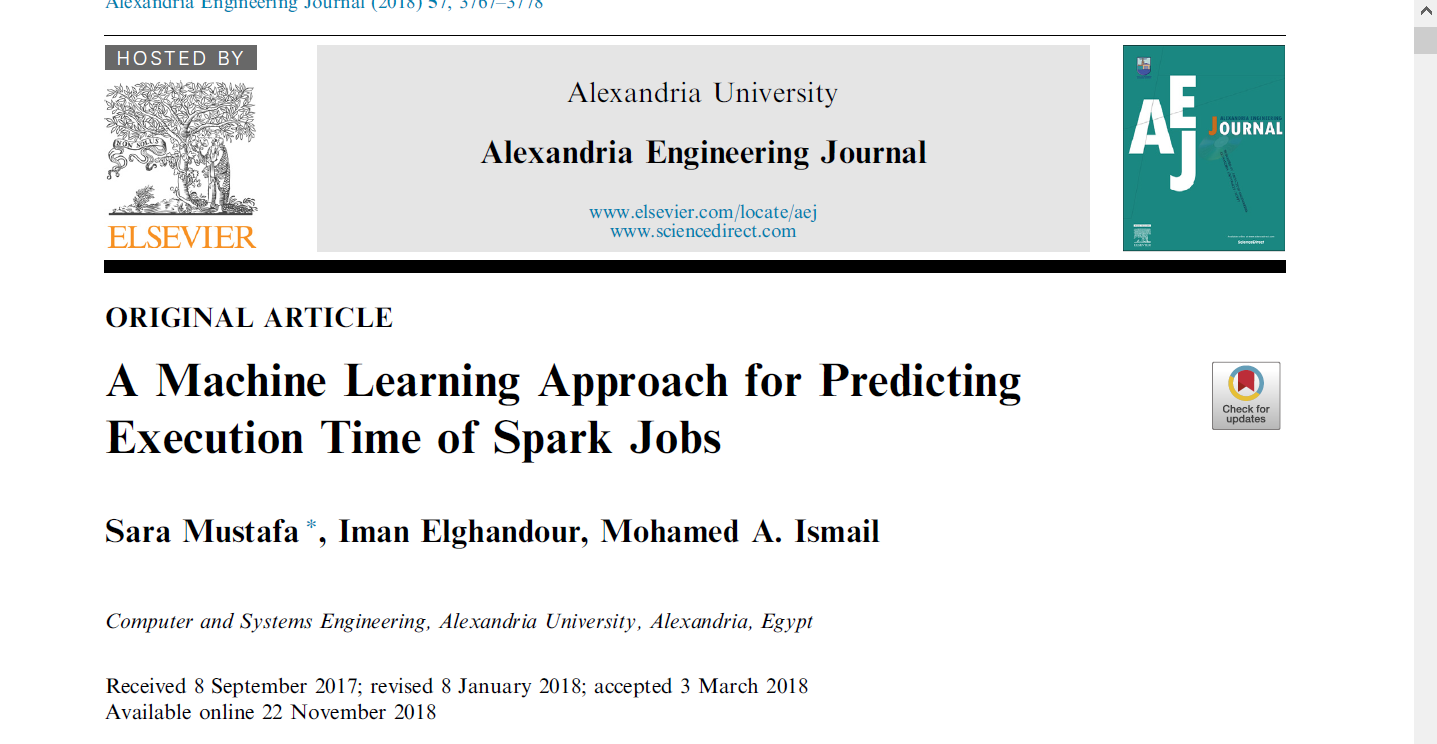 Alexandria Engineering Journal (2018) 57, 3767–3778
HOSTED BY
ELSEVIER
Alexandria University
Alexandria Engineering Journal
www.elsevier.com/locate/aej
www.sciencedirect.com
AEJ
ALEXANDRIA ENGINEERING
JOURNAL
ScienceDirect
ORIGINAL ARTICLE
A Machine Learning Approach for Predicting
Execution Time of Spark Jobs
Check for
updates
Sara Mustafa *, Iman Elghandour, Mohamed A. Ismail
Computer and Systems Engineering, Alexandria University, Alexandria, Egypt
Received 8 September 2017; revised 8 January 2018; accepted 3 March 2018
Available online 22 November 2018